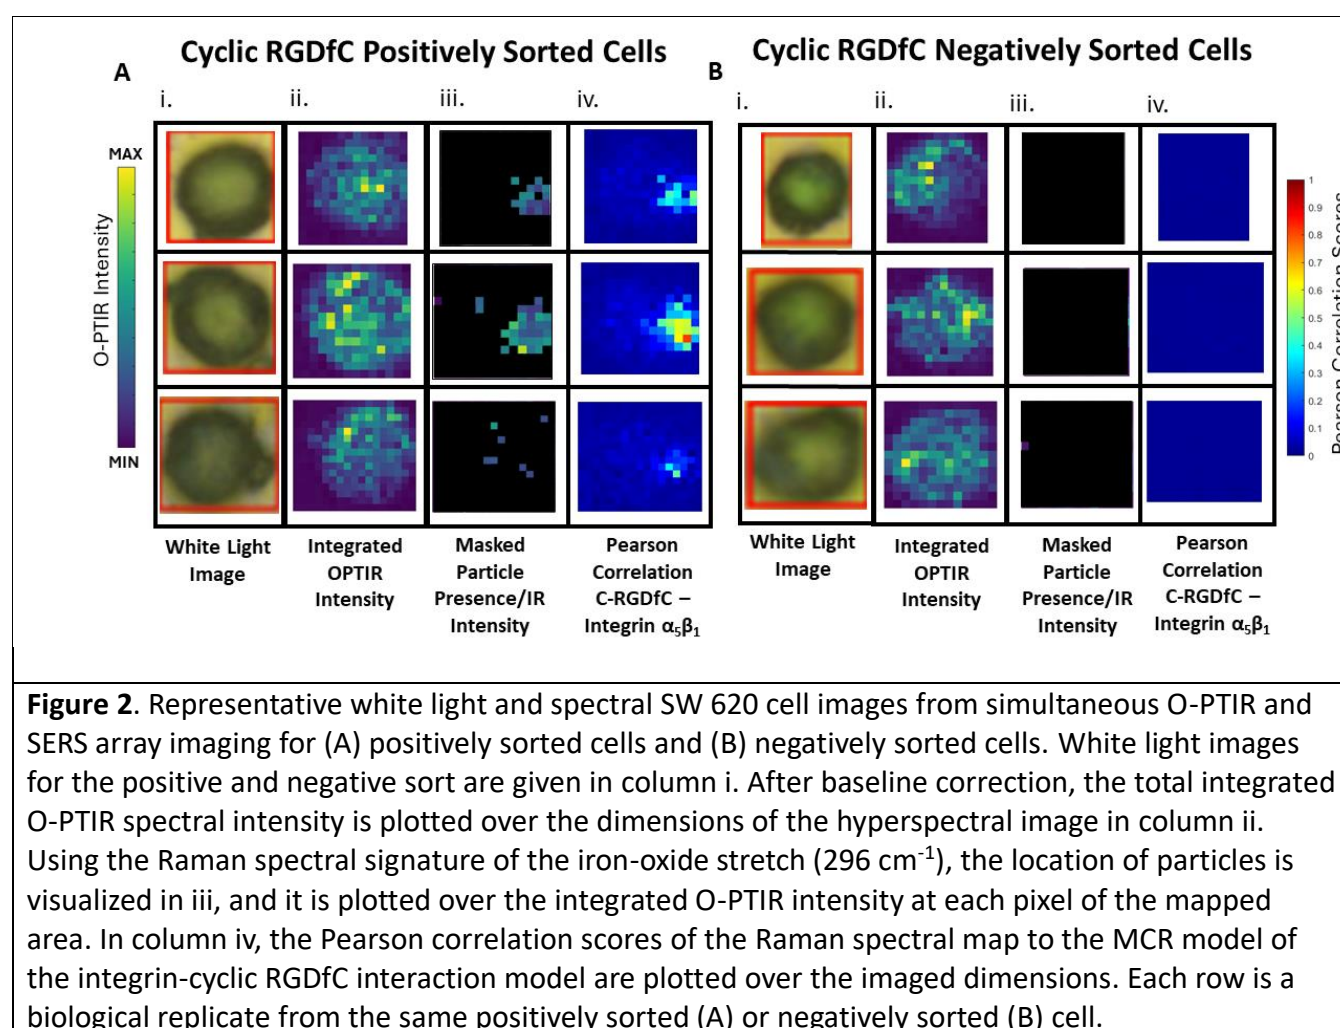 Cyclic RGDfC Positively Sorted Cells
A
i.
ii.
iii.
iv.
MAX
O-PTIR Intensity
MIN
White Light
Image
Integrated
OPTIR
Intensity
Masked
Particle
Presence/IR
Intensity
Pearson
Correlation
C-RGDfC –
Integrin α₅β₁
Cyclic RGDfC Negatively Sorted Cells
B
i.
ii.
iii.
iv.
1
0.9
0.8
0.7
0.6
0.5
0.4
0.3
0.2
0.1
0
Pearson Correlation Scores
White Light
Image
Integrated
OPTIR
Intensity
Masked
Particle
Presence/IR
Intensity
Pearson
Correlation
C-RGDfC –
Integrin α₅β₁
Figure 2. Representative white light and spectral SW 620 cell images from simultaneous O-PTIR and
SERS array imaging for (A) positively sorted cells and (B) negatively sorted cells. White light images
for the positive and negative sort are given in column i. After baseline correction, the total integrated
O-PTIR spectral intensity is plotted over the dimensions of the hyperspectral image in column ii.
Using the Raman spectral signature of the iron-oxide stretch (296 cm⁻¹), the location of particles is
visualized in iii, and it is plotted over the integrated O-PTIR intensity at each pixel of the mapped
area. In column iv, the Pearson correlation scores of the Raman spectral map to the MCR model of
the integrin-cyclic RGDfC interaction model are plotted over the imaged dimensions. Each row is a
biological replicate from the same positively sorted (A) or negatively sorted (B) cell.